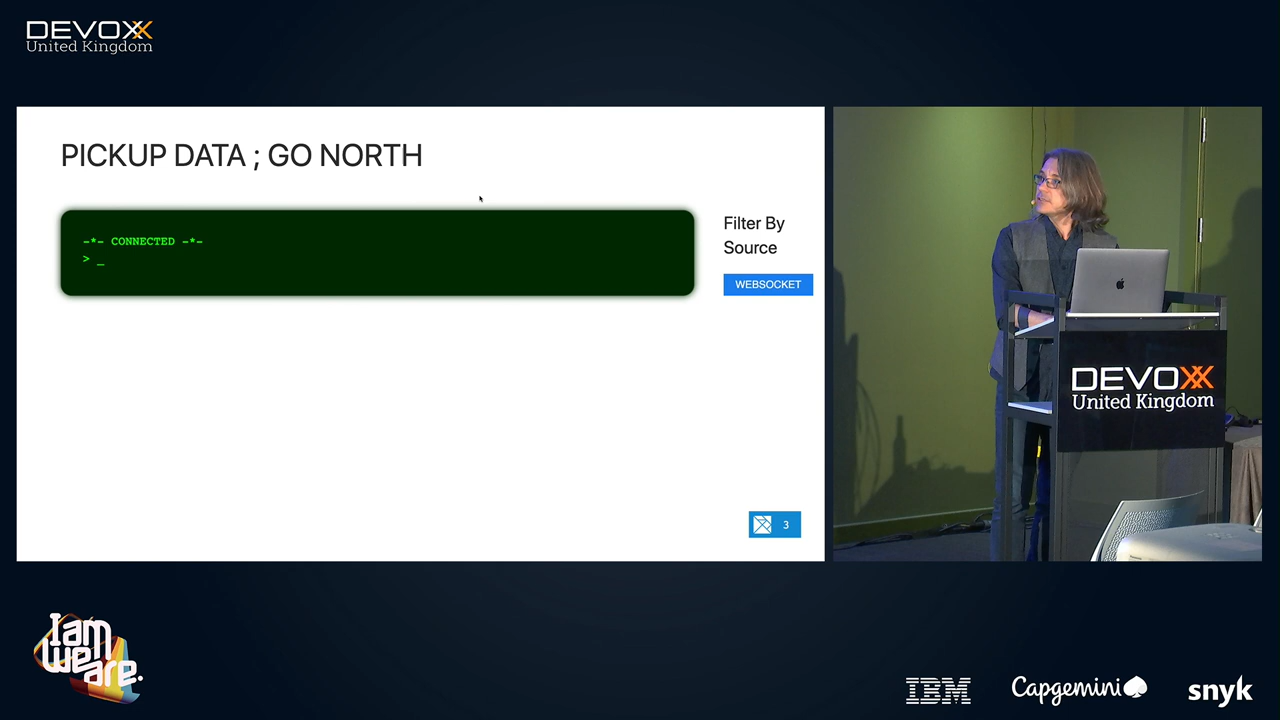 DEVOXX
United Kingdom
PICKUP DATA ; GO NORTH
-*- CONNECTED -*-
> _
Filter By
Source
WEBSOCKET
3
DEVOXX
United Kingdom
I am
we
are.
IBM
Capgemini
snyk